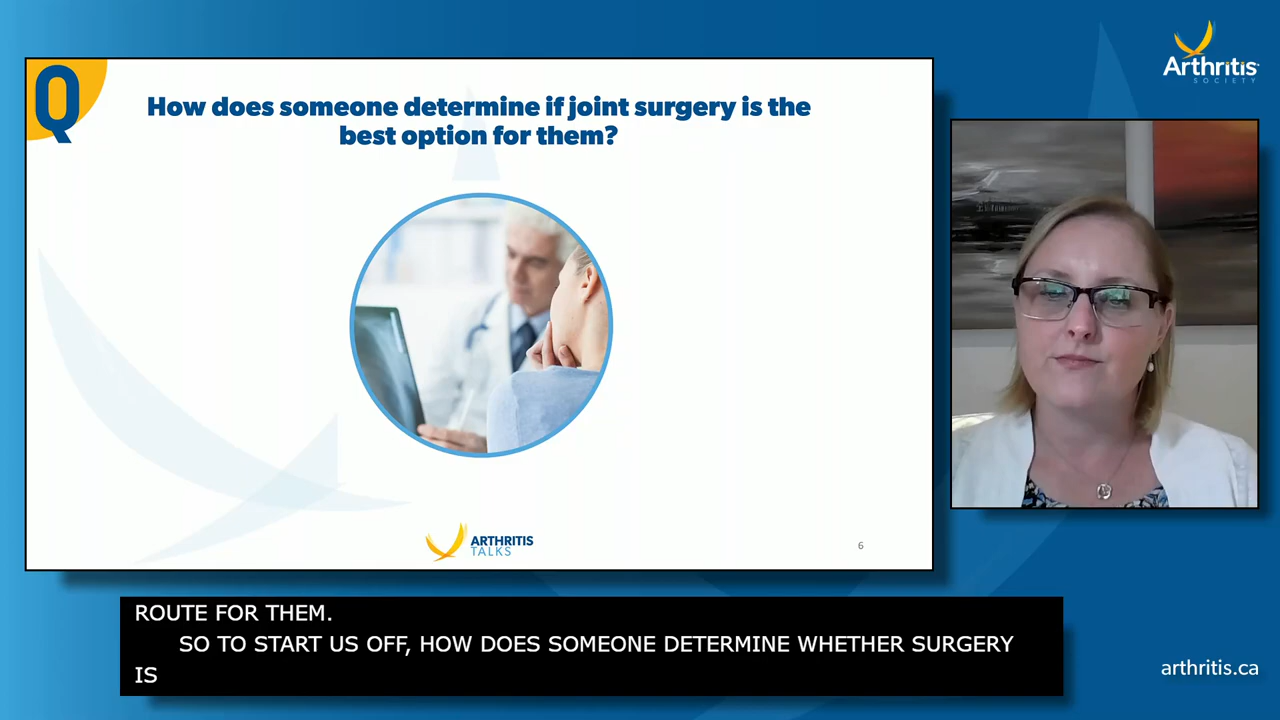 Q
How does someone determine if joint surgery is the
best option for them?
ARTHRITIS
TALKS
6
Arthritis
SOCIETY
ROUTE FOR THEM.
SO TO START US OFF, HOW DOES SOMEONE DETERMINE WHETHER SURGERY
IS
arthritis.ca